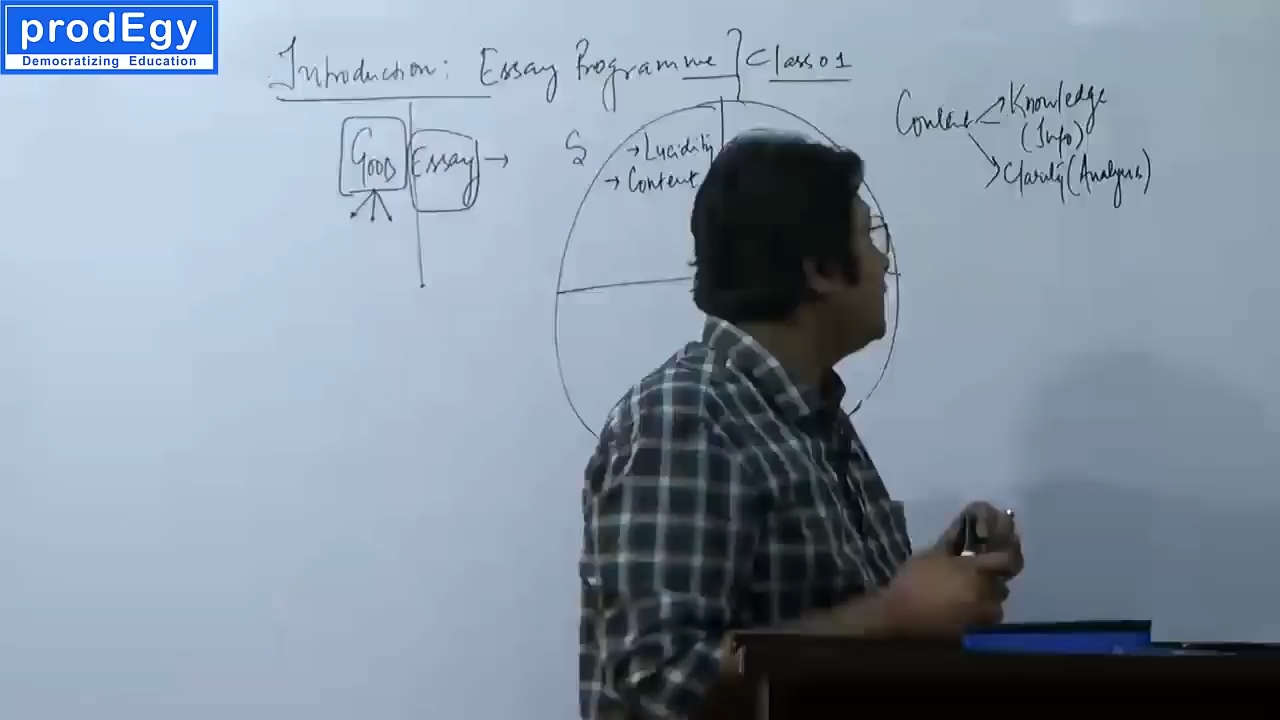 prodEgy
Democratizing Education
Introduction: Essay Programme Class 01
GOOD Essay
S
Lucidity
Content
Content
Knowledge
(Info)
Clarity (Analysis)